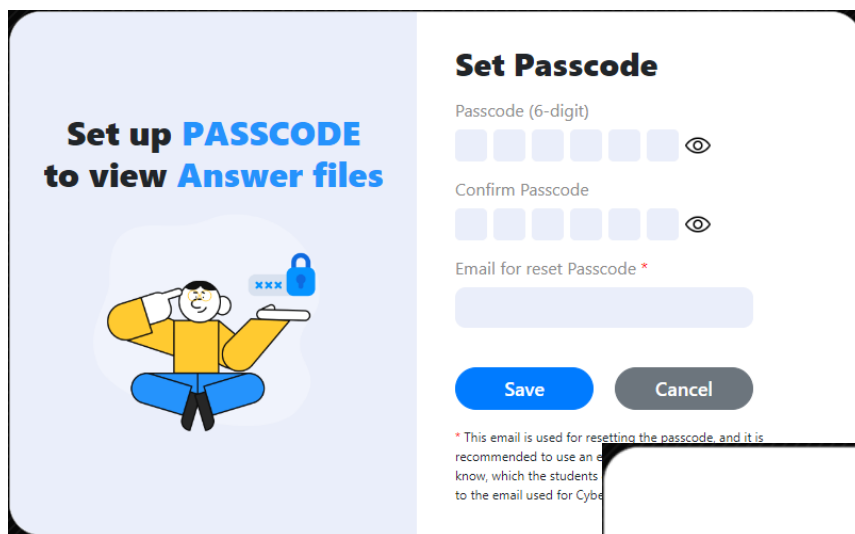 Set up PASSCODE
to view Answer files
xxx
Set Passcode
Passcode (6-digit)
Confirm Passcode
Email for reset Passcode *
Save
Cancel
* This email is used for resetting the passcode, and it is
recommended to use an
know, which the students
to the email used for